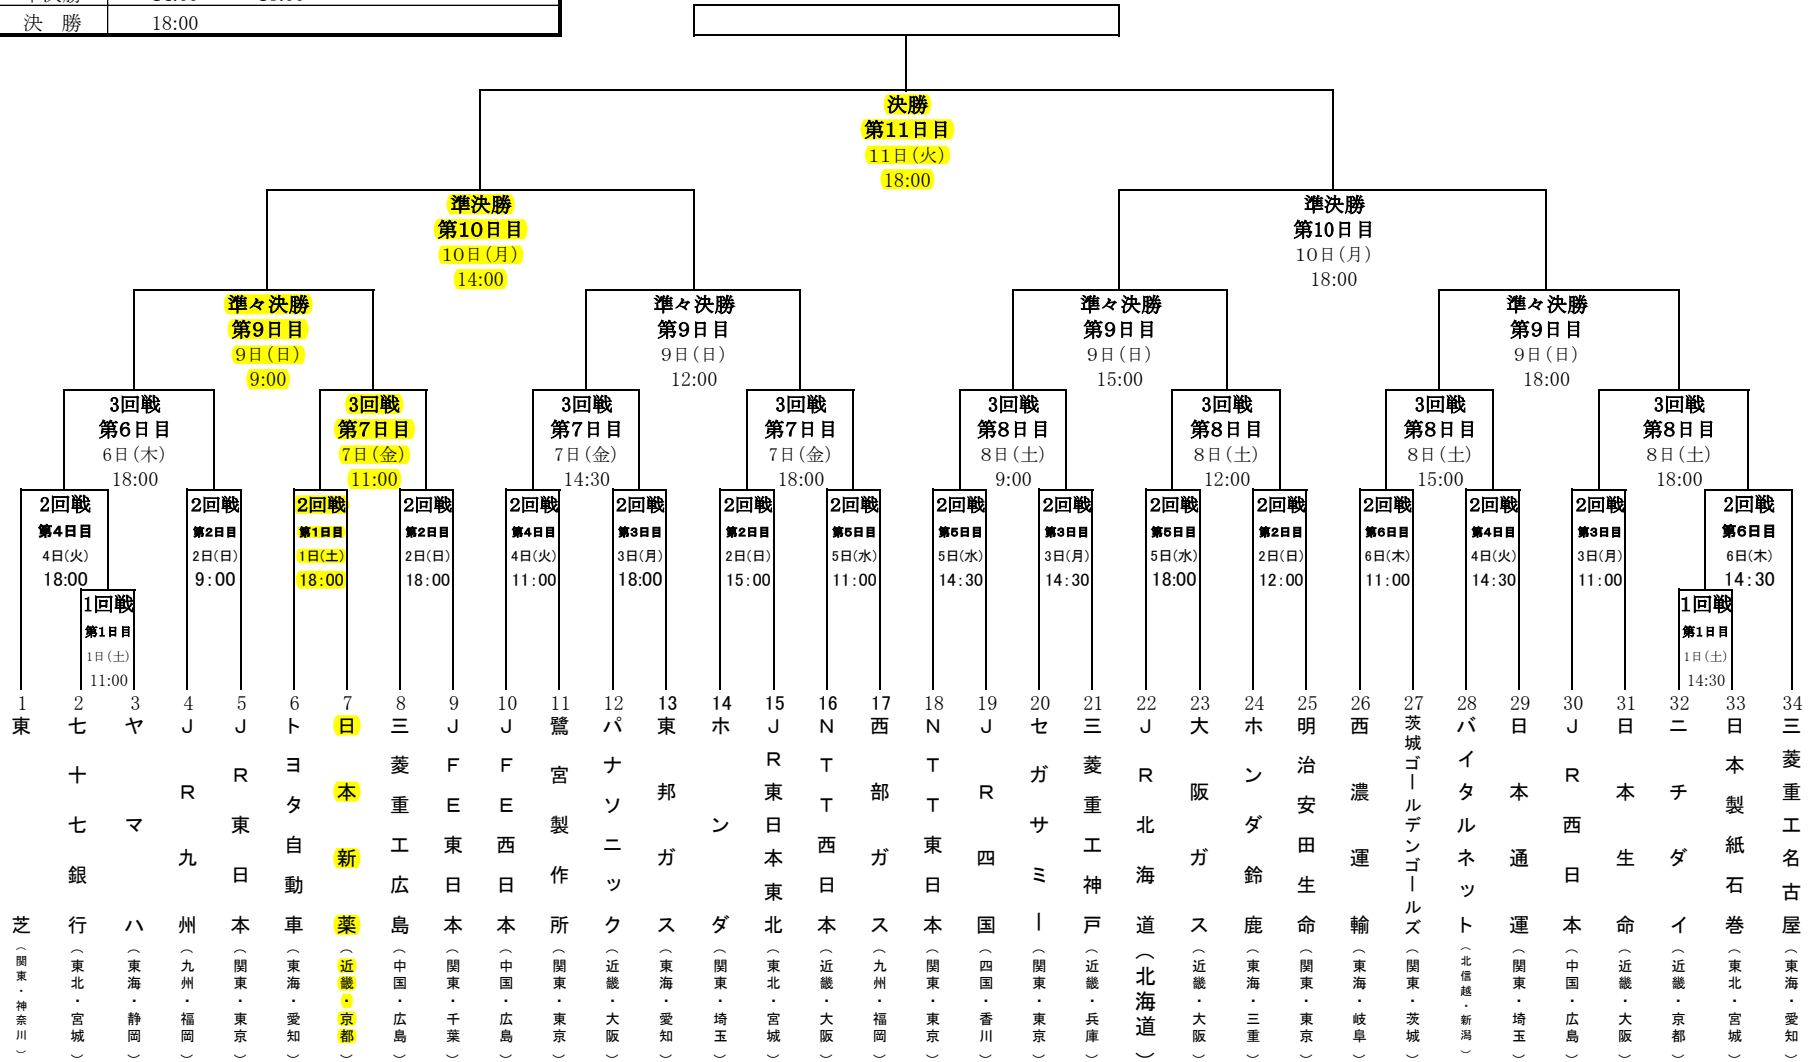 決　勝 18:00
決勝
第11日目
11日(火)
18:00
準決勝 準決勝
第10日目 第10日目
10日(月) 10日(月)
14:00 18:00
準々決勝 準々決勝 準々決勝 準々決勝
第9日目 第9日目 第9日目 第9日目
9日(日) 9日(日) 9日(日) 9日(日)
9:00 12:00 15:00 18:00
3回戦 3回戦 3回戦 3回戦 3回戦 3回戦 3回戦 3回戦
第6日目 第7日目 第7日目 第7日目 第8日目 第8日目 第8日目 第8日目
6日(木) 7日(金) 7日(金) 7日(金) 8日(土) 8日(土) 8日(土) 8日(土)
18:00 11:00 14:30 18:00 9:00 12:00 15:00 18:00
2回戦 2回戦 2回戦 2回戦 2回戦 2回戦 2回戦 2回戦 2回戦 2回戦 2回戦 2回戦 2回戦 2回戦 2回戦 2回戦
第4日目 第2日目 第1日目 第2日目 第4日目 第3日目 第2日目 第5日目 第5日目 第3日目 第5日目 第2日目 第6日目 第4日目 第3日目 第6日目
4日(火) 2日(日) 1日(土) 2日(日) 4日(火) 3日(月) 2日(日) 5日(水) 5日(水) 3日(月) 5日(水) 2日(日) 6日(木) 4日(火) 3日(月) 6日(木)
18:00 9:00 18:00 18:00 11:00 18:00 15:00 11:00 14:30 14:30 18:00 12:00 11:00 14:30 11:00 14:30
1回戦 1回戦
第1日目 第1日目
1日(土) 1日(土)
11:00 14:30
1 東芝(関東・神奈川)
2 七十七銀行(東北・宮城)
3 ヤマハ(東海・静岡)
4 JR九州(九州・福岡)
5 JR東日本(関東・東京)
6 トヨタ自動車(東海・愛知)
7 日本新薬(近畿・京都)
8 三菱重工広島(中国・広島)
9 JFE東日本(関東・千葉)
10 JFE西日本(中国・広島)
11 鷺宮製作所(関東・東京)
12 パナソニック(近畿・大阪)
13 東邦ガス(東海・愛知)
14 ホンダ(関東・埼玉)
15 JR東日本東北(東北・宮城)
16 NTT西日本(近畿・大阪)
17 西部ガス(九州・福岡)
18 NTT東日本(関東・東京)
19 JR四国(四国・香川)
20 セガサミー(関東・東京)
21 三菱重工神戸(近畿・兵庫)
22 JR北海道(北海道)
23 大阪ガス(近畿・大阪)
24 ホンダ鈴鹿(東海・三重)
25 明治安田生命(関東・東京)
26 西濃運輸(東海・岐阜)
27 茨城ゴールデンゴールズ(関東・茨城)
28 バイタルネット(北信越・新潟)
29 日本通運(関東・埼玉)
30 JR西日本(中国・広島)
31 日本生命(近畿・大阪)
32 ニチダイ(近畿・京都)
33 日本製紙石巻(東北・宮城)
34 三菱重工名古屋(東海・愛知)